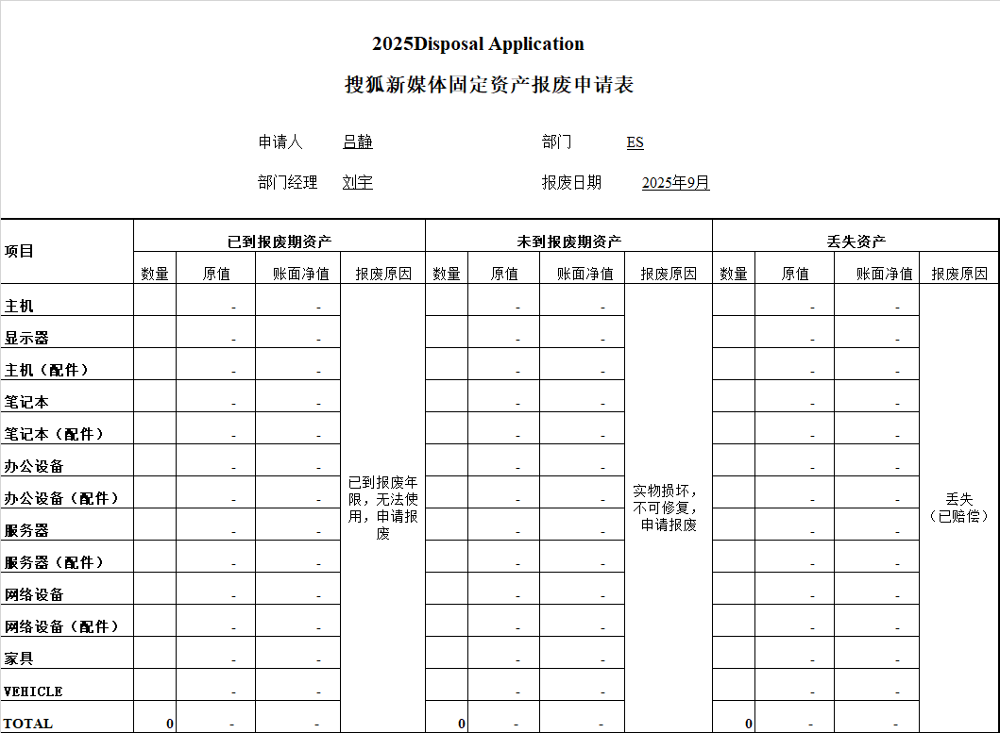 2025Disposal Application
搜狐新媒体固定资产报废申请表
申请人 吕静 部门 ES
部门经理 刘宇 报废日期 2025年9月
项目 已到报废期资产 未到报废期资产 丢失资产
数量 原值 账面净值 报废原因 数量 原值 账面净值 报废原因 数量 原值 账面净值 报废原因
主机 - - - - - -
显示器 - - - - - -
主机（配件） - - - - - -
笔记本 - - - - - -
笔记本（配件） - - - - - -
办公设备 - - - - - -
办公设备（配件） - - - - - -
服务器 - - - - - -
服务器（配件） - - - - - -
网络设备 - - - - - -
网络设备（配件） - - - - - -
家具 - - - - - -
VEHICLE - - - - - -
TOTAL 0 - - 0 - - 0 - -
已到报废年
限，无法使
用，申请报
废
实物损坏，
不可修复，
申请报废
丢失
（已赔偿）